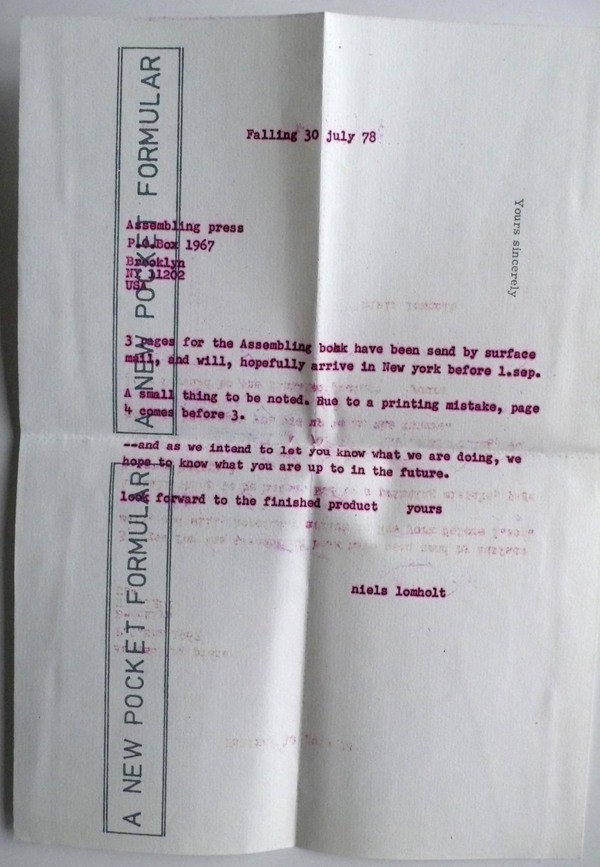 Falling 30 july 78
Yours sincerely
Assembling press
P.O.Box 1967
Brooklyn
NY 11202
USA
3 pages for the Assembling book have been send by surface
mail, and will, hopefully arrive in New york before 1.sep.
A small thing to be noted. Due to a printing mistake, page
4 comes before 3.
--and as we intend to let you know what we are doing, we
hope to know what you are up to in the future.
look forward to the finished product yours
niels lomholt
A NEW POCKET FORMULAR
A NEW POCKET FORMULAR